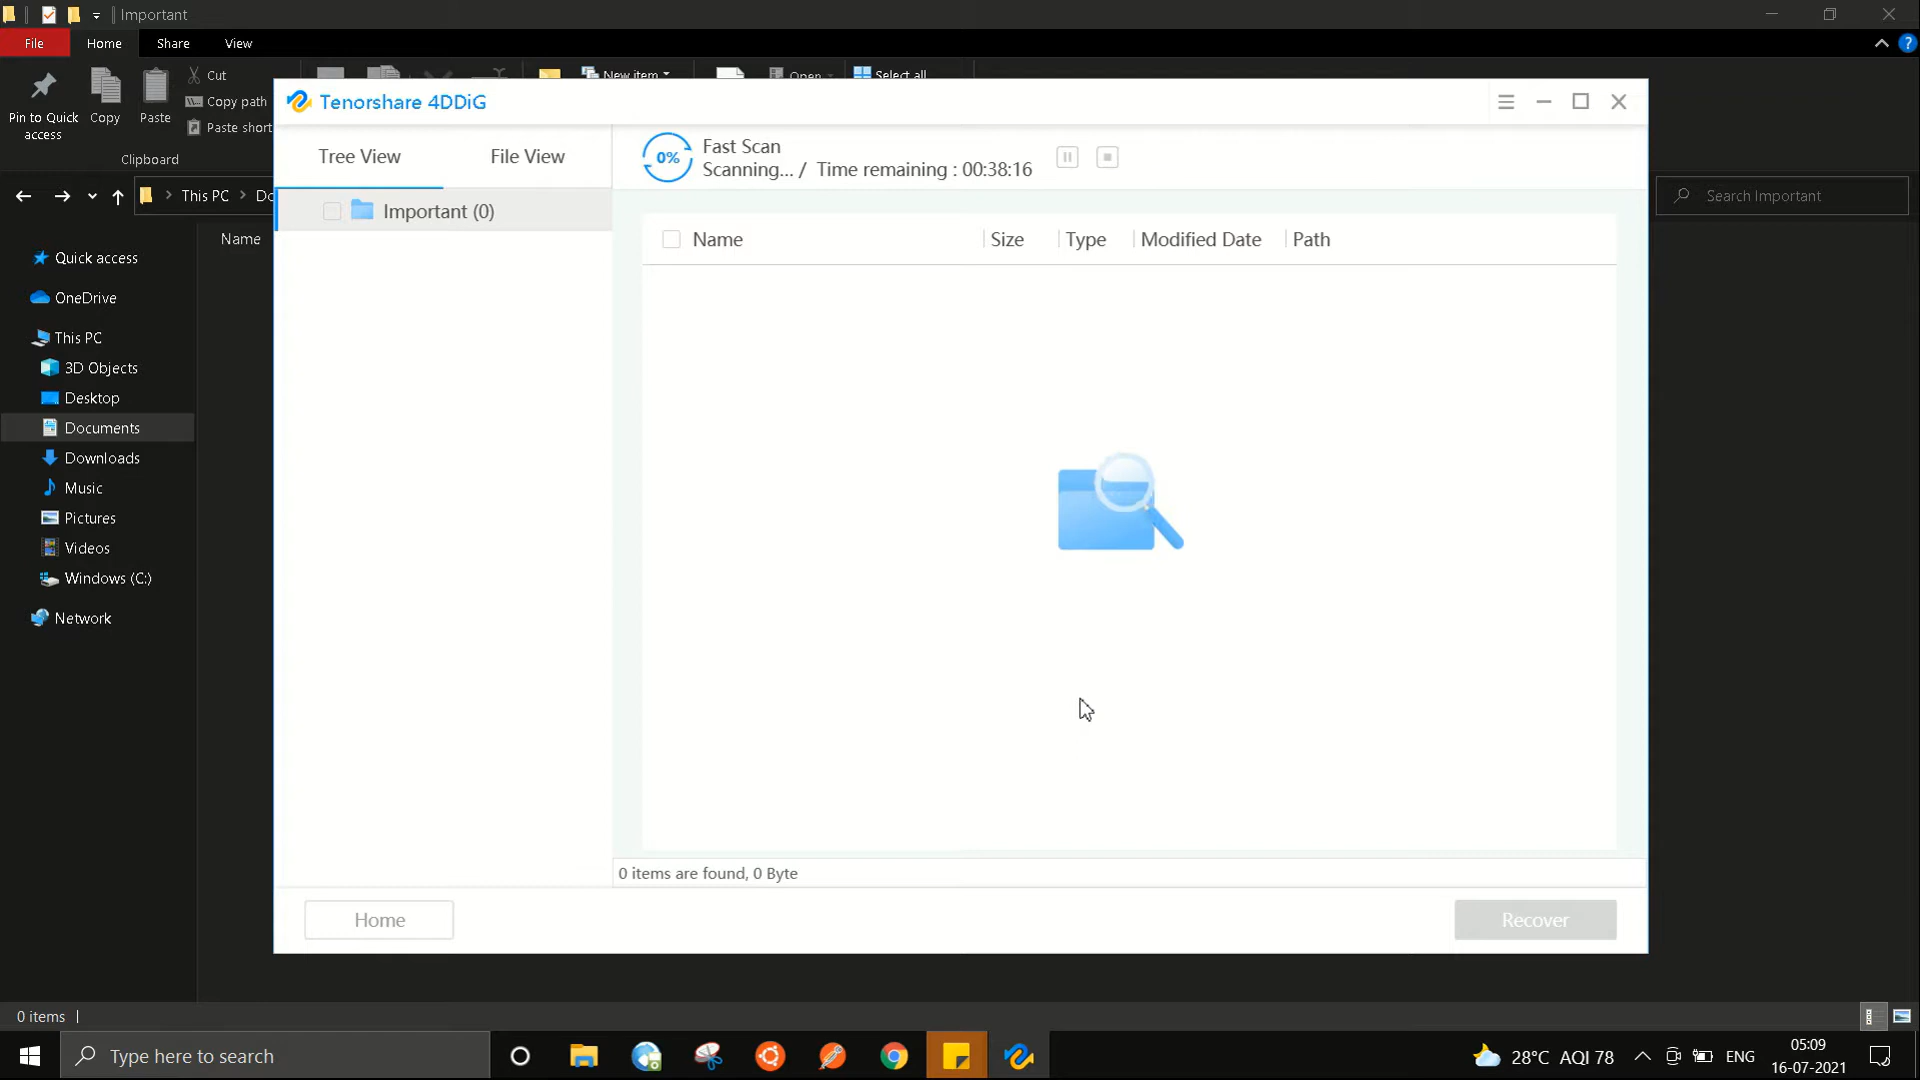 Important
File
Home
Share
View
Pin to Quick
access
Copy
Paste
Cut
Copy path
Paste short
Clipboard
New item
Open
Select all
This PC
Do
Search Important
Name
Quick access
OneDrive
This PC
3D Objects
Desktop
Documents
Downloads
Music
Pictures
Videos
Windows (C:)
Network
0 items
Tenorshare 4DDiG
Tree View
File View
0%
Fast Scan
Scanning... / Time remaining : 00:38:16
Important (0)
Name
Size
Type
Modified Date
Path
0 items are found, 0 Byte
Home
Recover
Type here to search
28°C AQI 78
ENG
05:09
16-07-2021